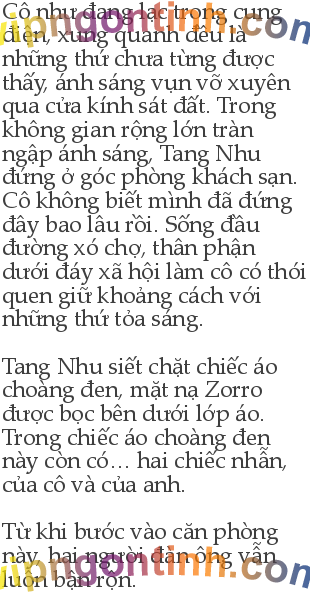 Cô như đang lạc trong cung
điện, xung quanh đều là
những thứ chưa từng được
thấy, ánh sáng vụn vỡ xuyên
qua cửa kính sát đất. Trong
không gian rộng lớn tràn
ngập ánh sáng, Tang Nhu
đứng ở góc phòng khách sạn.
Cô không biết mình đã đứng
đây bao lâu rồi. Sống đầu
đường xó chợ, thân phận
dưới đáy xã hội làm cô có thói
quen giữ khoảng cách với
những thứ tỏa sáng.
Tang Nhu siết chặt chiếc áo
choàng đen, mặt nạ Zorro
được bọc bên dưới lớp áo.
Trong chiếc áo choàng đen
này còn có... hai chiếc nhẫn,
của cô và của anh.
Từ khi bước vào căn phòng
này, hai người đàn ông vẫn
luôn bận rộn.
vipngontinh.com
vipngontinh.com